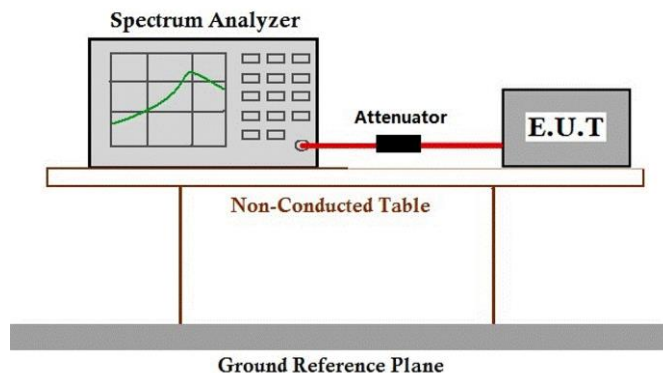 Spectrum Analyzer
Attenuator
E.U.T
Non-Conducted Table
Ground Reference Plane